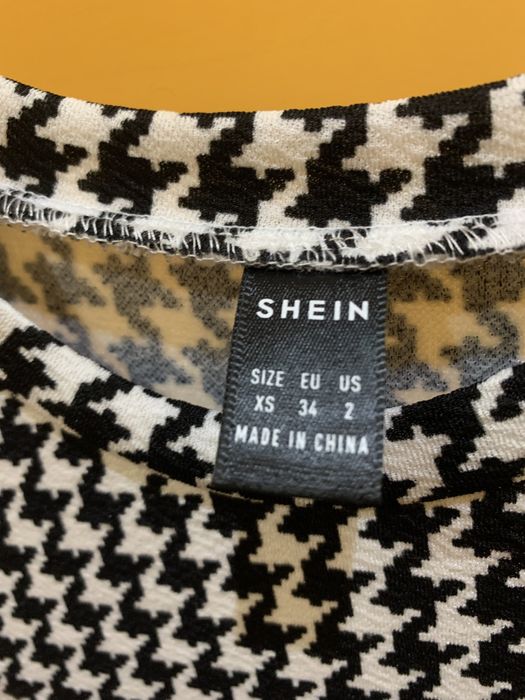 SHEIN
SIZE EU US
XS 34 2
MADE IN CHINA